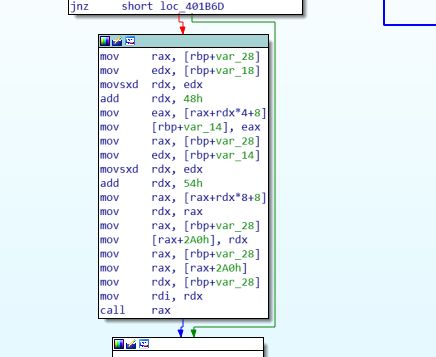 jnz     short loc_401B6D
mov     rax, [rbp+var_28]
mov     edx, [rbp+var_18]
movsxd  rdx, edx
add     rdx, 48h
mov     eax, [rax+rdx*4+8]
mov     [rbp+var_14], eax
mov     rax, [rbp+var_28]
mov     edx, [rbp+var_14]
movsxd  rdx, edx
add     rdx, 54h
mov     rax, [rax+rdx*8+8]
mov     rdx, rax
mov     rax, [rbp+var_28]
mov     [rax+2A0h], rdx
mov     rax, [rbp+var_28]
mov     rax, [rax+2A0h]
mov     rdx, [rbp+var_28]
mov     rdi, rdx
call    rax